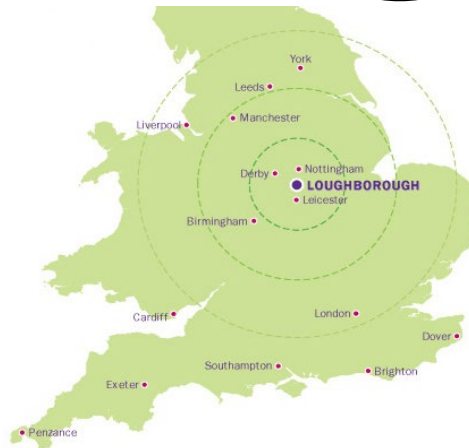 York
Leeds
Manchester
Liverpool
Nottingham
Derby
LOUGHBOROUGH
Leicester
Birmingham
Cardiff
London
Dover
Southampton
Brighton
Exeter
Penzance